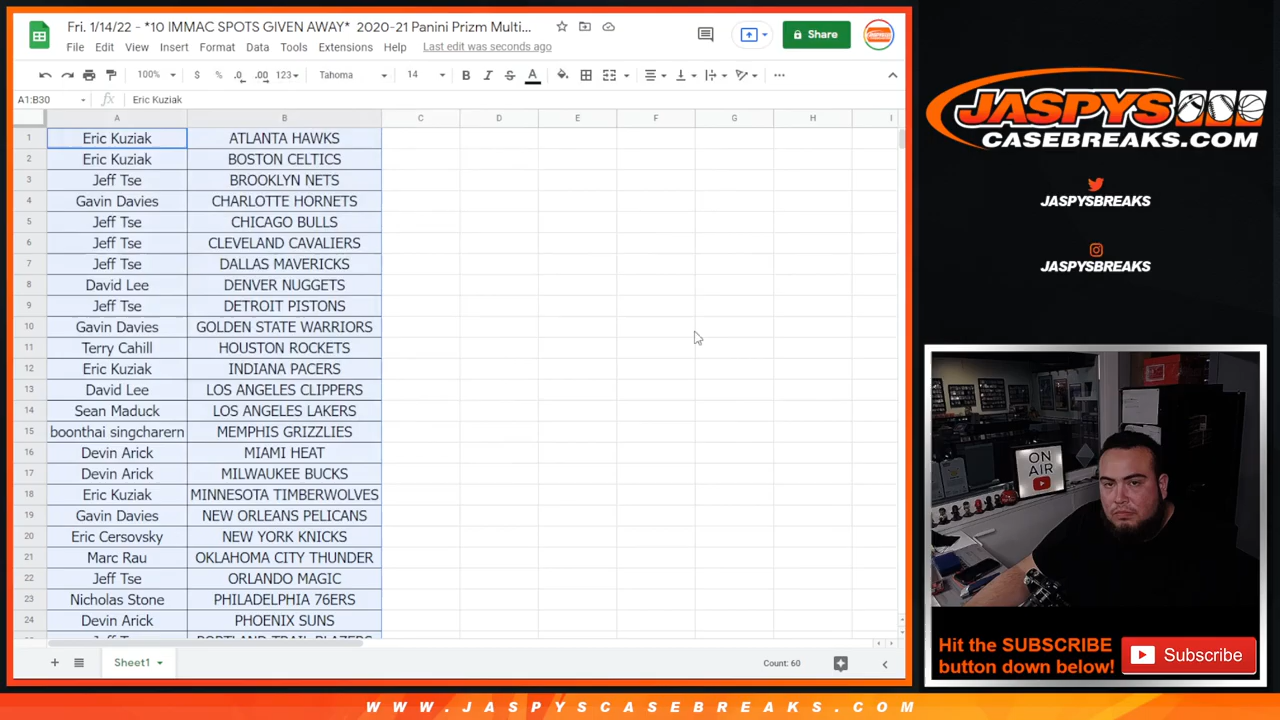 Fri. 1/14/22 - *10 IMMAC SPOTS GIVEN AWAY* 2020-21 Panini Prizm Multi...
File Edit View Insert Format Data Tools Extensions Help Last edit was seconds ago
Share
100% $ % .0 .00 123 Tahoma 14 B I S A
A1:B30 fx Eric Kuziak
A B C D E F G H I
1 Eric Kuziak ATLANTA HAWKS
2 Eric Kuziak BOSTON CELTICS
3 Jeff Tse BROOKLYN NETS
4 Gavin Davies CHARLOTTE HORNETS
5 Jeff Tse CHICAGO BULLS
6 Jeff Tse CLEVELAND CAVALIERS
7 Jeff Tse DALLAS MAVERICKS
8 David Lee DENVER NUGGETS
9 Jeff Tse DETROIT PISTONS
10 Gavin Davies GOLDEN STATE WARRIORS
11 Terry Cahill HOUSTON ROCKETS
12 Eric Kuziak INDIANA PACERS
13 David Lee LOS ANGELES CLIPPERS
14 Sean Maduck LOS ANGELES LAKERS
15 boonthai singcharern MEMPHIS GRIZZLIES
16 Devin Arick MIAMI HEAT
17 Devin Arick MILWAUKEE BUCKS
18 Eric Kuziak MINNESOTA TIMBERWOLVES
19 Gavin Davies NEW ORLEANS PELICANS
20 Eric Cersovsky NEW YORK KNICKS
21 Marc Rau OKLAHOMA CITY THUNDER
22 Jeff Tse ORLANDO MAGIC
23 Nicholas Stone PHILADELPHIA 76ERS
24 Devin Arick PHOENIX SUNS
Jeff Tse PORTLAND TRAIL BLAZERS
Sheet1
Count: 60
JASPYS
CASEBREAKS.COM
JASPYSBREAKS
JASPYSBREAKS
ON
AIR
Hit the SUBSCRIBE
button down below!
Subscribe
WWW.JASPYSCASEBREAKS.COM